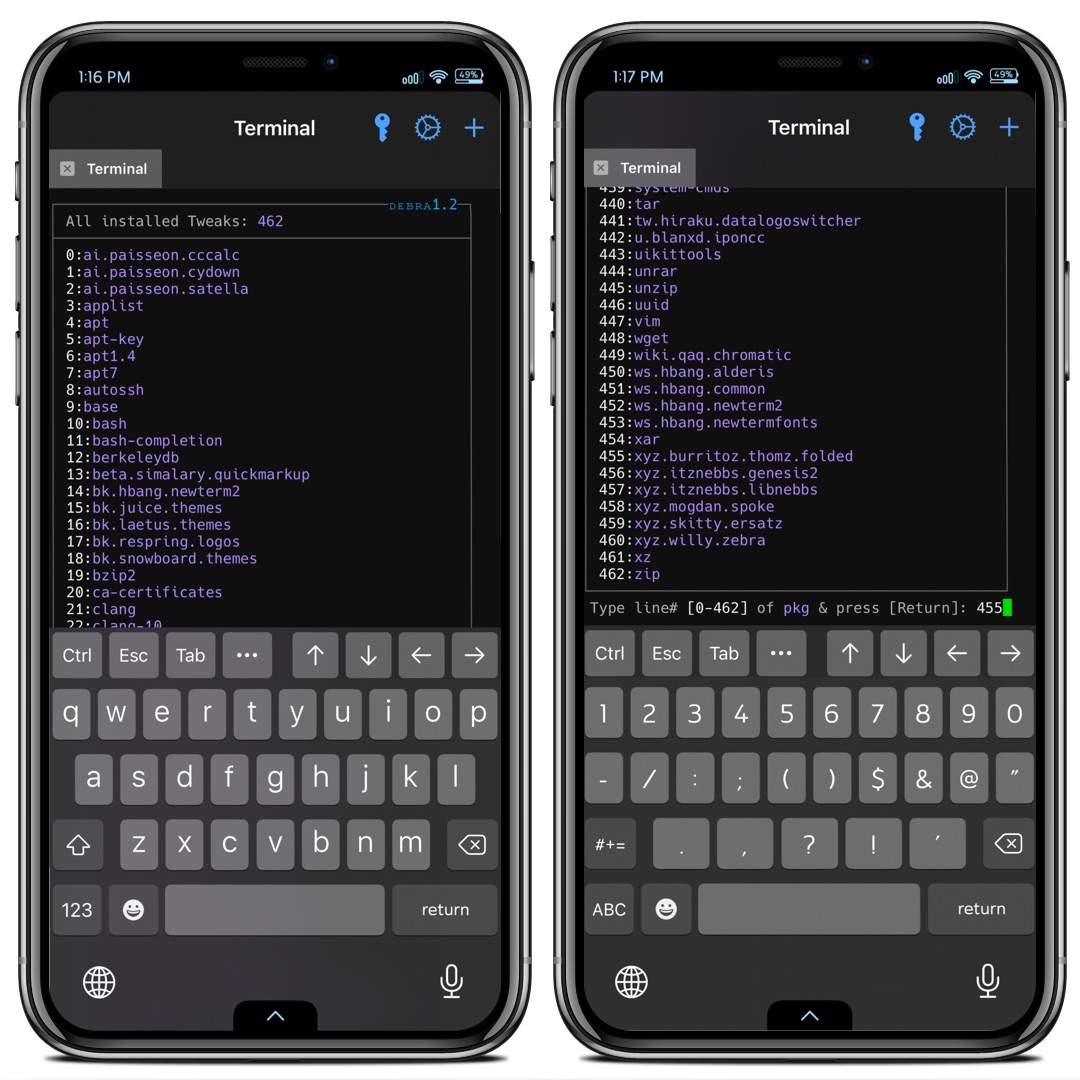 1:16 PM
49%
Terminal
Terminal
DEBRA1.2
All installed Tweaks: 462
0:ai.paisseon.cccalc
1:ai.paisseon.cydown
2:ai.paisseon.satella
3:applist
4:apt
5:apt-key
6:apt1.4
7:apt7
8:autossh
9:base
10:bash
11:bash-completion
12:berkeleydb
13:beta.simalary.quickmarkup
14:bk.hbang.newterm2
15:bk.juice.themes
16:bk.laetus.themes
17:bk.respring.logos
18:bk.snowboard.themes
19:bzip2
20:ca-certificates
21:clang
22:clang-10
Ctrl Esc Tab ••• ↑ ↓ ← →
q w e r t y u i o p
a s d f g h j k l
z x c v b n m
123 return
1:17 PM
49%
Terminal
Terminal
439:system-cmds
440:tar
441:tw.hiraku.datalogoswitcher
442:u.blanxd.iponcc
443:uikittools
444:unrar
445:unzip
446:uuid
447:vim
448:wget
449:wiki.qaq.chromatic
450:ws.hbang.alderis
451:ws.hbang.common
452:ws.hbang.newterm2
453:ws.hbang.newtermfonts
454:xar
455:xyz.burritoz.thomz.folded
456:xyz.itznebbs.genesis2
457:xyz.itznebbs.libnebbs
458:xyz.mogdan.spoke
459:xyz.skitty.ersatz
460:xyz.willy.zebra
461:xz
462:zip
Type line# [0-462] of pkg & press [Return]: 455
Ctrl Esc Tab ••• ↑ ↓ ← →
1 2 3 4 5 6 7 8 9 0
- / : ; ( ) $ & @ "
#+= . , ? ! '
ABC return